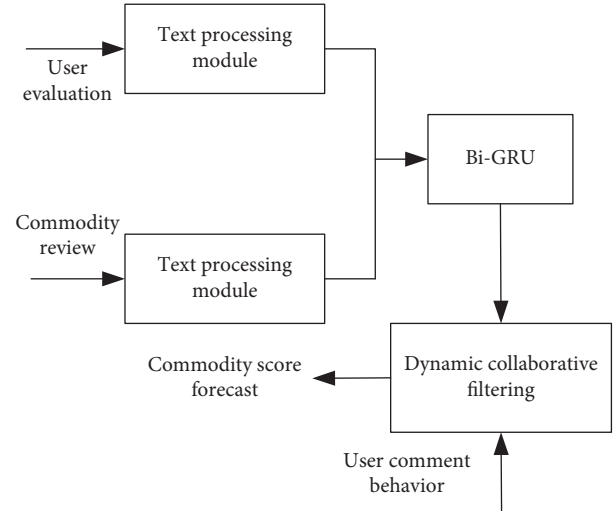 Text processing
module
User
evaluation
Bi-GRU
Commodity
review
Text processing
module
Commodity score
forecast
Dynamic collaborative
filtering
User comment
behavior